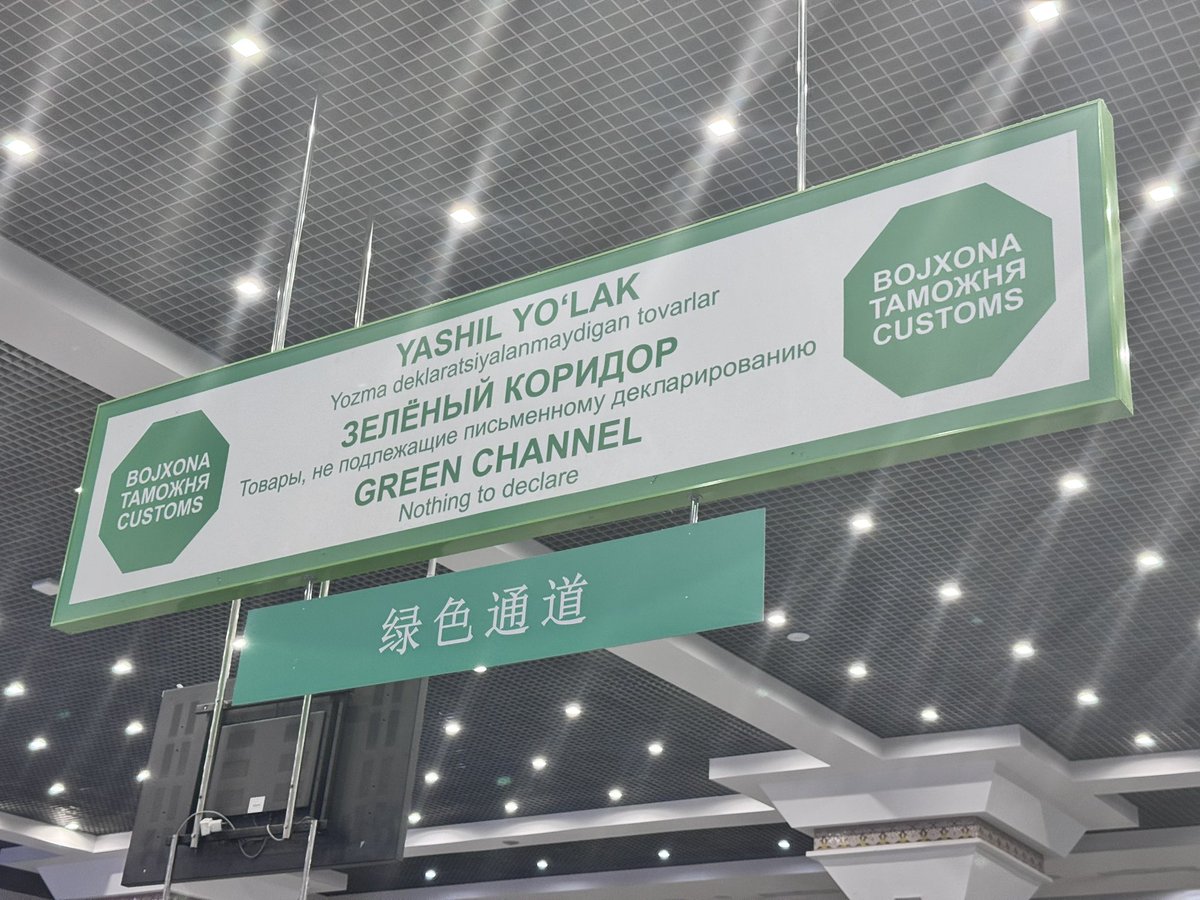 BOJXONA
ТАМОЖНЯ
CUSTOMS
YASHIL YO‘LAK
Yozma deklaratsiyalanmaydigan tovarlar
ЗЕЛЁНЫЙ КОРИДОР
Товары, не подлежащие письменному декларированию
GREEN CHANNEL
Nothing to declare
BOJXONA
ТАМОЖНЯ
CUSTOMS
绿色通道